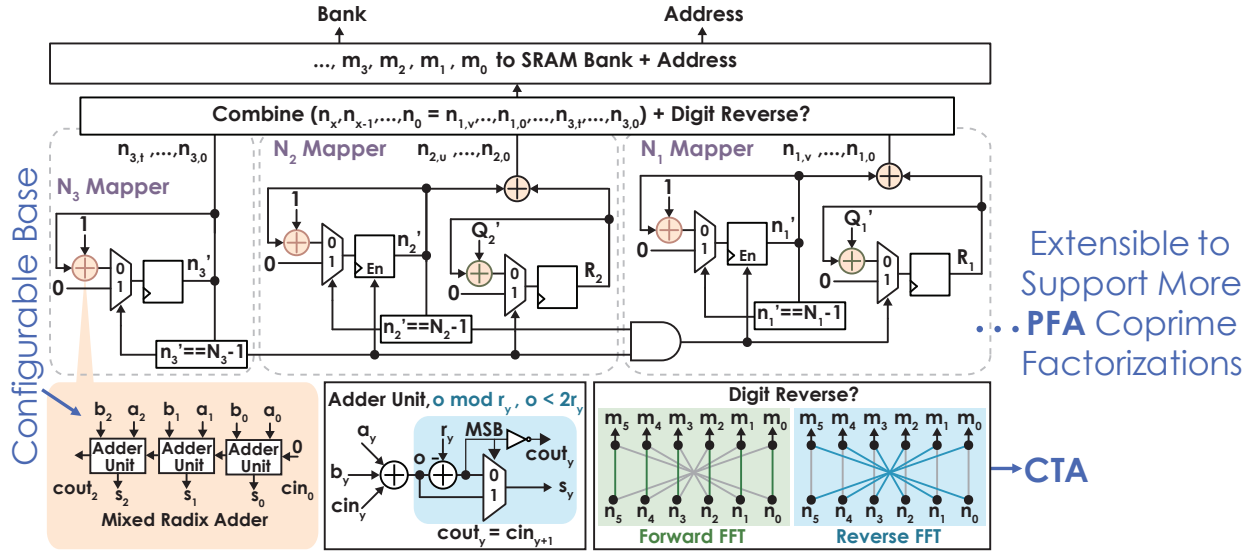 Bank
Address
..., m3, m2, m1, m0 to SRAM Bank + Address
Combine (nx,nx-1,...,n0 = n1,v,..,n1,0,...,n3,t,...,n3,0) + Digit Reverse?
n3,t ,...,n3,0
N2 Mapper
n2,u ,...,n2,0
N1 Mapper
n1,v ,...,n1,0
N3 Mapper
1
0
0
1
n3'
n3'==N3-1
1
0
0
1
En
n2'
n2'==N2-1
Q2'
0
0
1
R2
1
0
0
1
En
n1'
n1'==N1-1
Q1'
0
0
1
R1
Configurable Base
Extensible to
Support More
...PFA Coprime
Factorizations
b2 a2 b1 a1 b0 a0
Adder Unit
Adder Unit
Adder Unit
0
cout2 s2 s1 s0 cin0
Mixed Radix Adder
Adder Unit, o mod ry , o < 2ry
ay
by
ciny
o
-
ry
MSB
0
1
couty
sy
couty = ciny+1
Digit Reverse?
m5 m4 m3 m2 m1 m0
n5 n4 n3 n2 n1 n0
Forward FFT
m5 m4 m3 m2 m1 m0
n5 n4 n3 n2 n1 n0
Reverse FFT
CTA